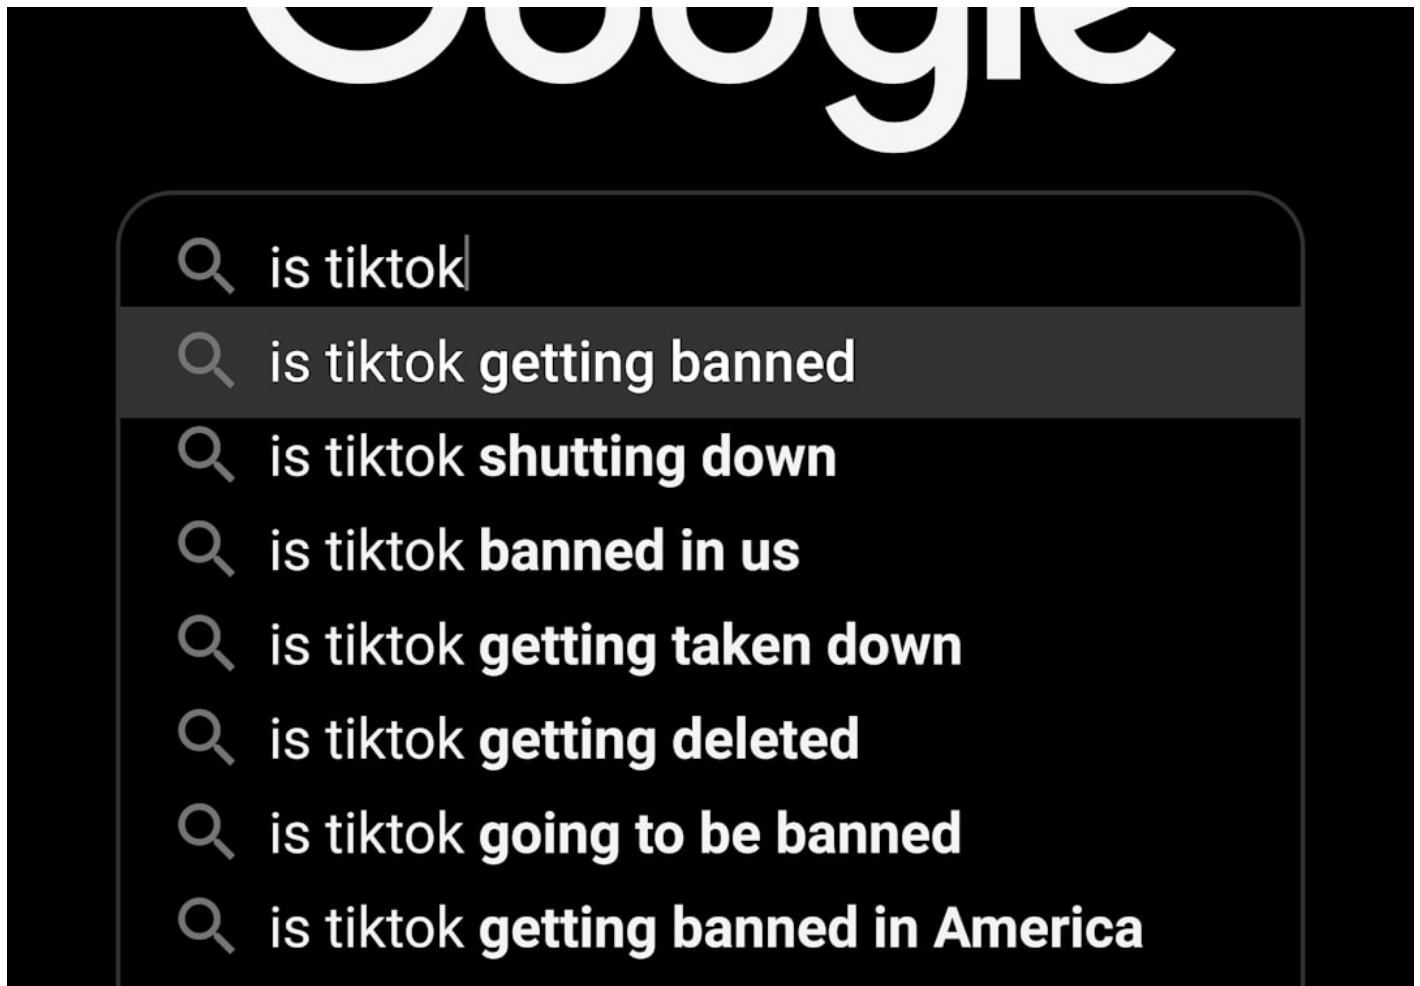 Google
is tiktok
is tiktok getting banned
is tiktok shutting down
is tiktok banned in us
is tiktok getting taken down
is tiktok getting deleted
is tiktok going to be banned
is tiktok getting banned in America